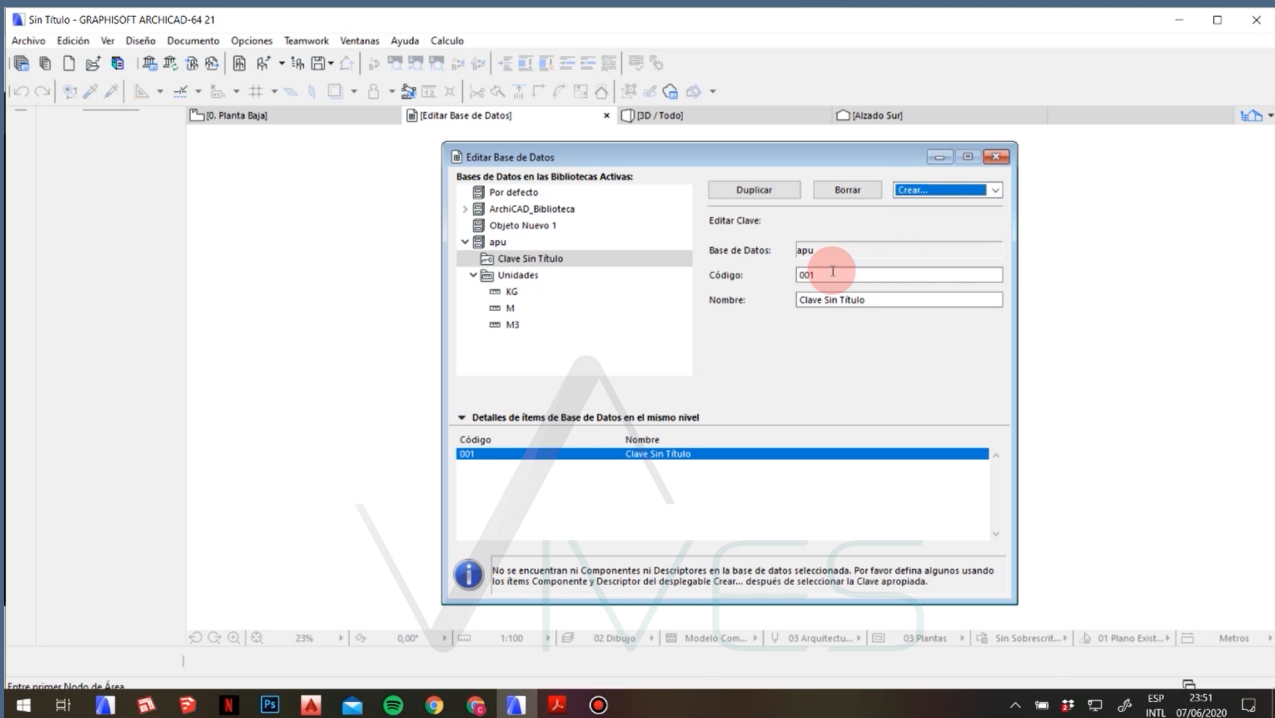 Sin Título - GRAPHISOFT ARCHICAD-64 21
Archivo Edición Ver Diseño Documento Opciones Teamwork Ventanas Ayuda Calculo
[0. Planta Baja] [Editar Base de Datos] [3D / Todo] [Alzado Sur]
Editar Base de Datos
Bases de Datos en las Bibliotecas Activas:
Por defecto
ArchiCAD_Biblioteca
Objeto Nuevo 1
apu
Clave Sin Título
Unidades
KG
M
M3
Duplicar Borrar Crear...
Editar Clave:
Base de Datos: apu
Código: 001
Nombre: Clave Sin Título
Detalles de ítems de Base de Datos en el mismo nivel
Código Nombre
001 Clave Sin Título
No se encuentran ni Componentes ni Descriptores en la base de datos seleccionada. Por favor defina algunos usando
los ítems Componente y Descriptor del desplegable Crear... después de seleccionar la Clave apropiada.
VIVES
23% 0,00° 1:100 02 Dibujo Modelo Com... 03 Arquitectu... 03 Plantas Sin Sobrescrit... 01 Plano Exist... Metros
Entre primer Nodo de Área.
N Ps
ESP 23:51
INTL 07/06/2020